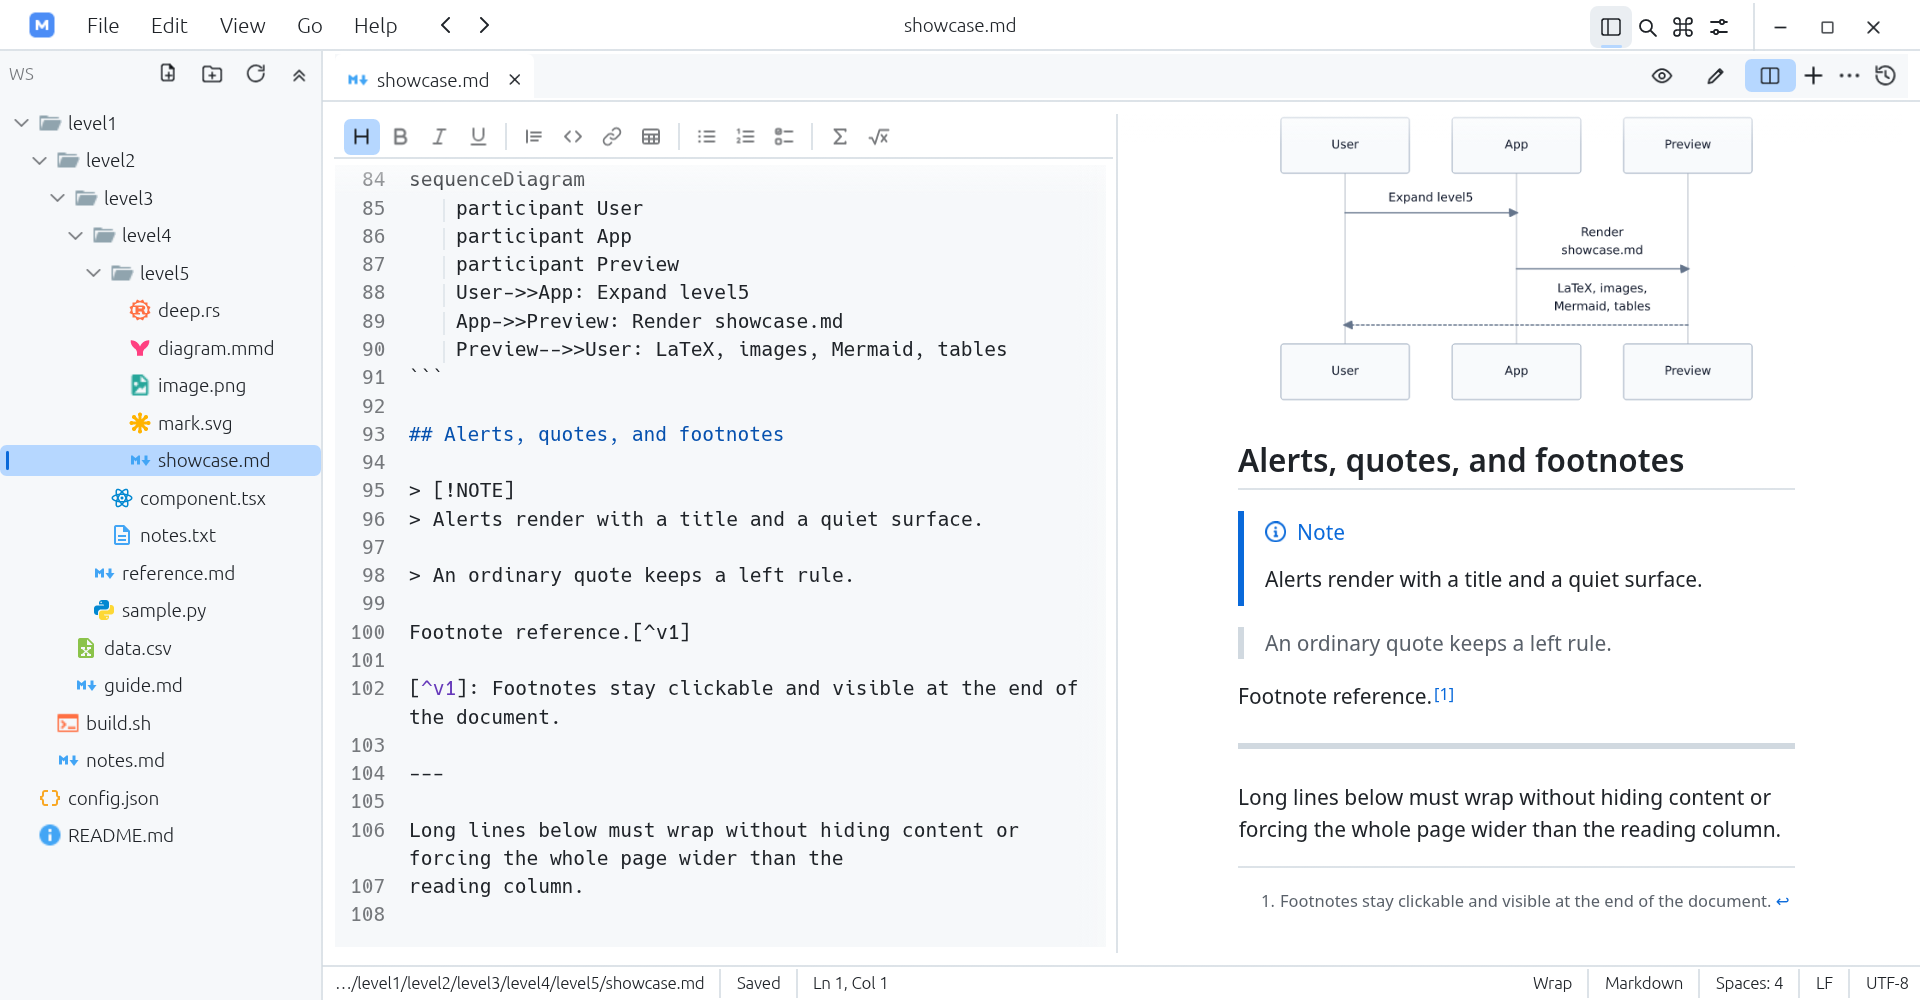 File Edit View Go Help
showcase.md
WS
level1
level2
level3
level4
level5
deep.rs
diagram.mmd
image.png
mark.svg
showcase.md
component.tsx
notes.txt
reference.md
sample.py
data.csv
guide.md
build.sh
notes.md
config.json
README.md
showcase.md
84 sequenceDiagram
85 participant User
86 participant App
87 participant Preview
88 User->>App: Expand level5
89 App->>Preview: Render showcase.md
90 Preview-->>User: LaTeX, images, Mermaid, tables
91 ```
92
93 ## Alerts, quotes, and footnotes
94
95 > [!NOTE]
96 > Alerts render with a title and a quiet surface.
97
98 > An ordinary quote keeps a left rule.
99
100 Footnote reference.[^v1]
101
102 [^v1]: Footnotes stay clickable and visible at the end of
the document.
103
104 ---
105
106 Long lines below must wrap without hiding content or
forcing the whole page wider than the
107 reading column.
108
User App Preview
Expand level5
Render
showcase.md
LaTeX, images,
Mermaid, tables
User App Preview
Alerts, quotes, and footnotes
Note
Alerts render with a title and a quiet surface.
An ordinary quote keeps a left rule.
Footnote reference.[1]
Long lines below must wrap without hiding content or
forcing the whole page wider than the reading column.
1. Footnotes stay clickable and visible at the end of the document. ↩
…/level1/level2/level3/level4/level5/showcase.md Saved Ln 1, Col 1 Wrap Markdown Spaces: 4 LF UTF-8